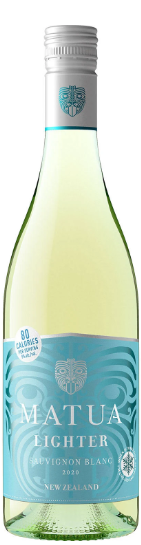 80
CALORIES
MATUA
LIGHTER
SAUVIGNON BLANC
2020
NEW ZEALAND